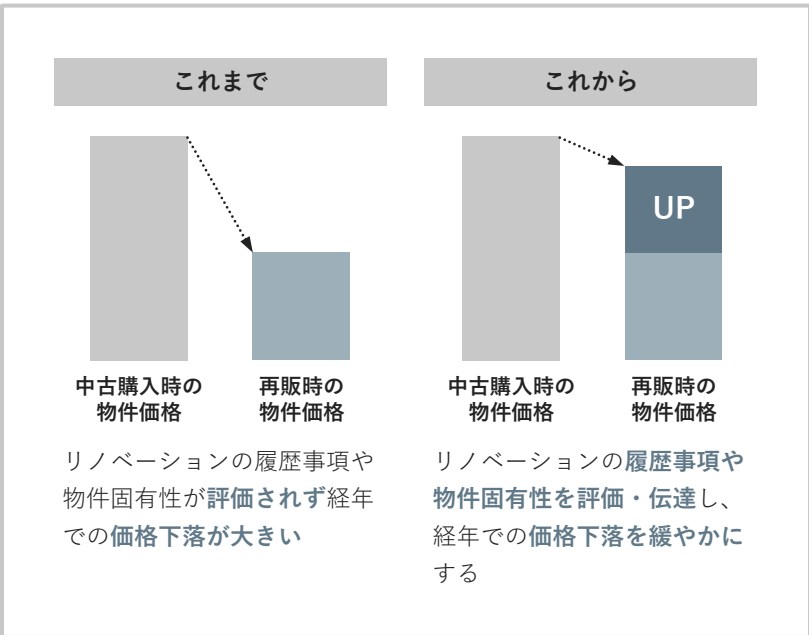 これまで
中古購入時の
物件価格
再販時の
物件価格
リノベーションの履歴事項や
物件固有性が評価されず経年
での価格下落が大きい
これから
UP
中古購入時の
物件価格
再販時の
物件価格
リノベーションの履歴事項や
物件固有性を評価・伝達し、
経年での価格下落を緩やかに
する